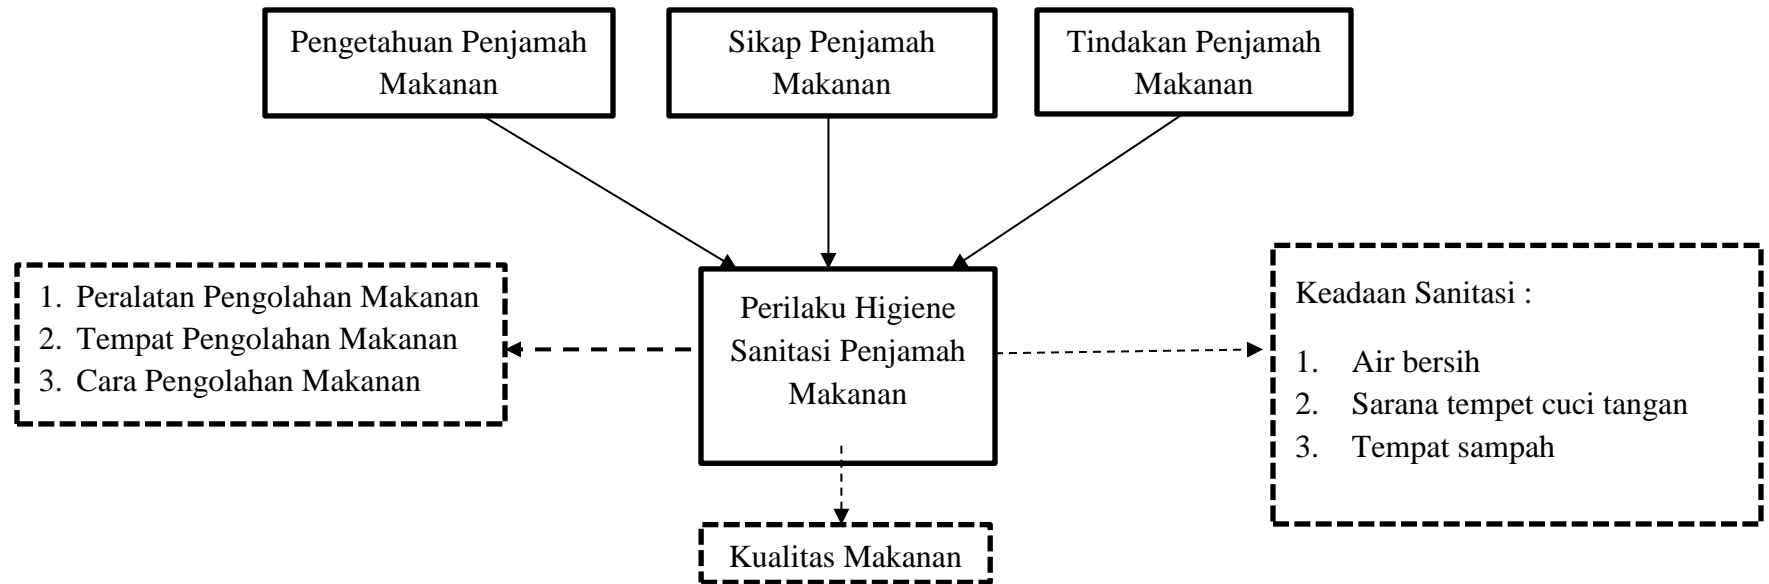 Pengetahuan Penjamah
Makanan
Sikap Penjamah
Makanan
Tindakan Penjamah
Makanan
1. Peralatan Pengolahan Makanan
2. Tempat Pengolahan Makanan
3. Cara Pengolahan Makanan
Perilaku Higiene
Sanitasi Penjamah
Makanan
Keadaan Sanitasi :
1. Air bersih
2. Sarana tempet cuci tangan
3. Tempat sampah
Kualitas Makanan